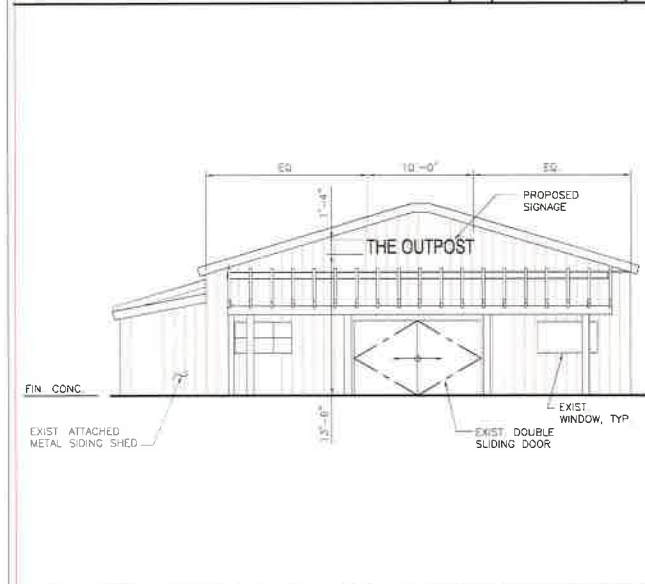 EQ
10'-0"
EQ.
PROPOSED
SIGNAGE
1'-4"
THE OUTPOST
FIN. CONC.
EXIST. ATTACHED
METAL SIDING SHED
13'-6"
EXIST. DOUBLE
SLIDING DOOR
EXIST.
WINDOW, TYP.